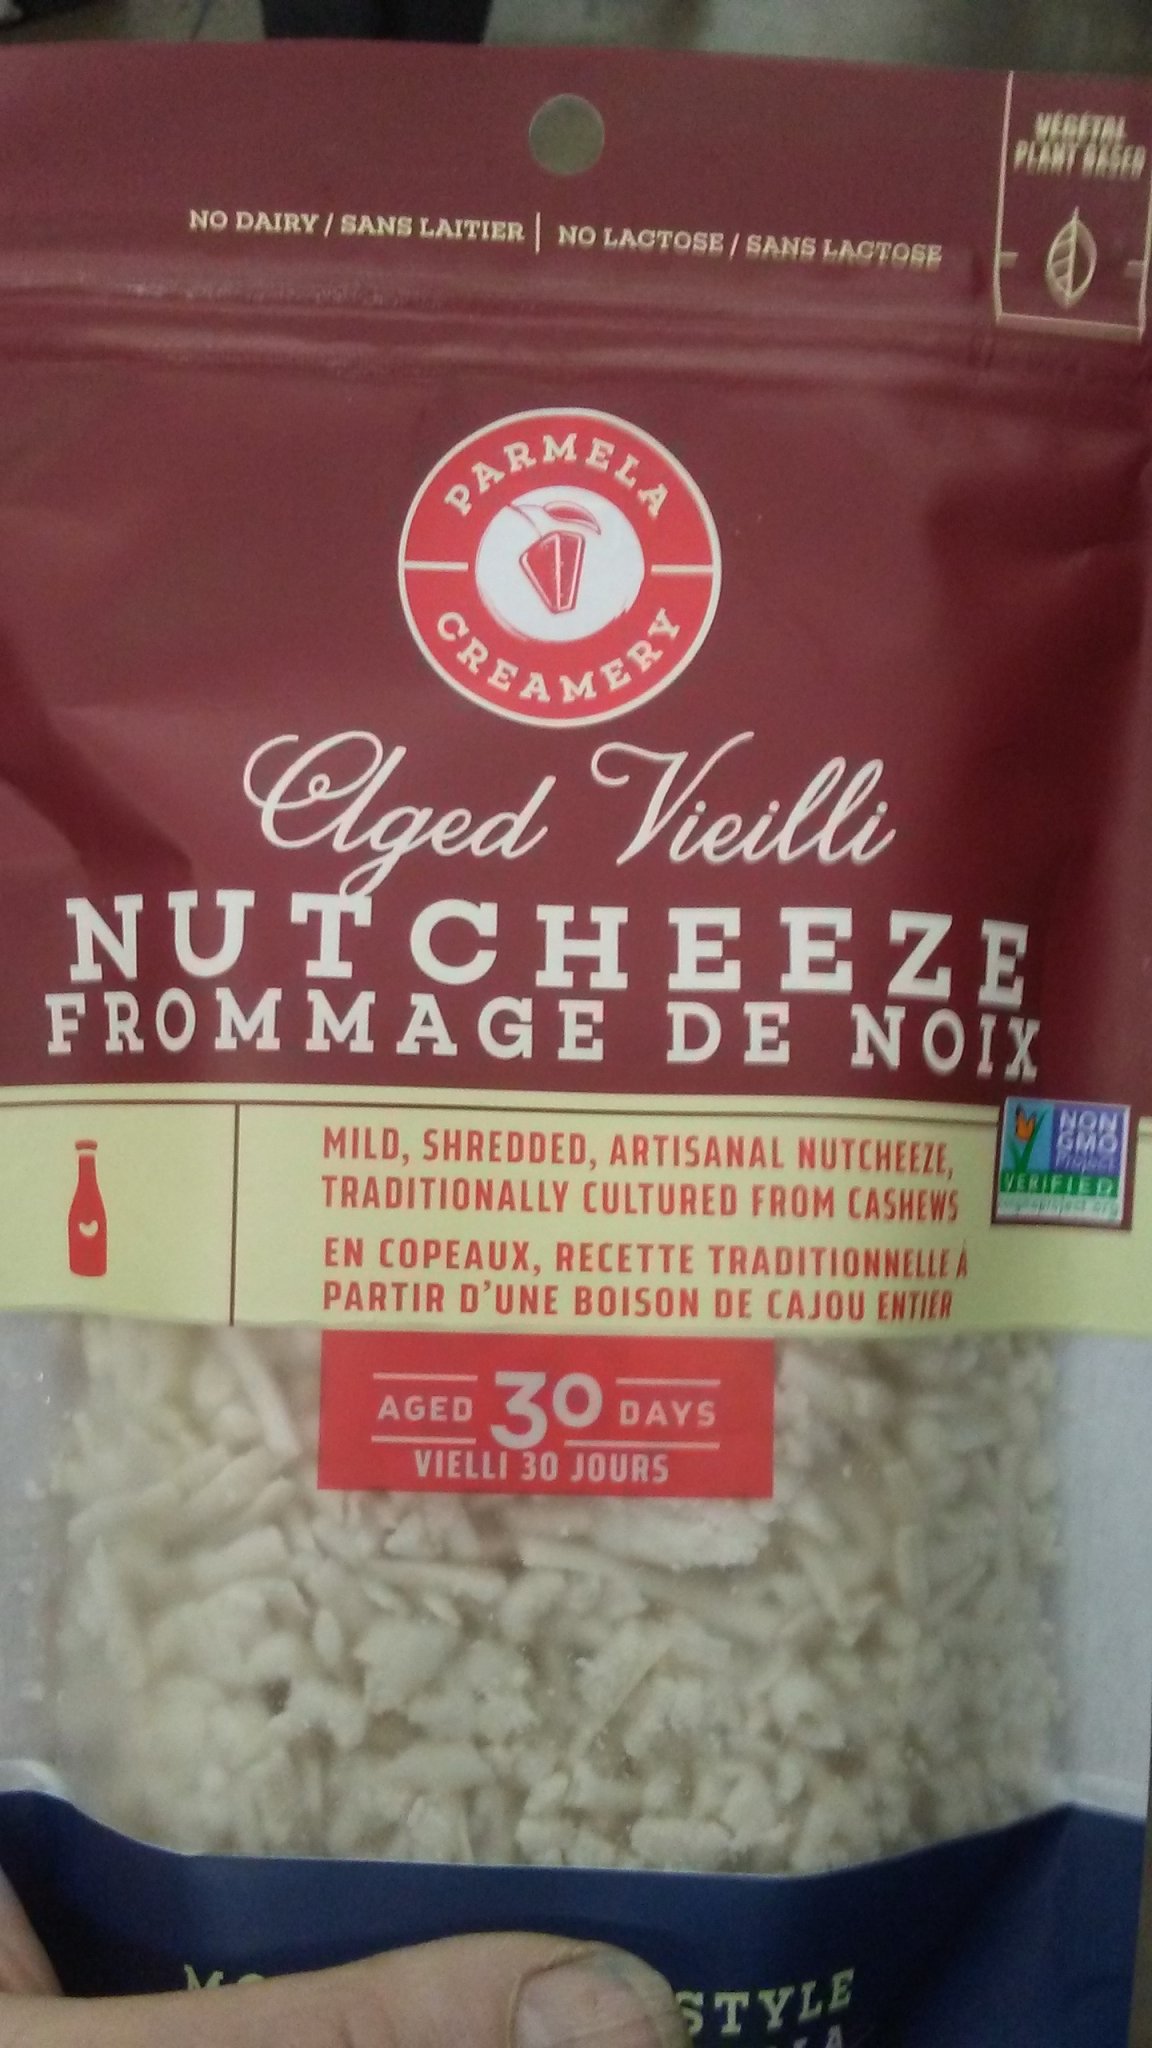 VÉGÉTAL
PLANT BASED
NO DAIRY / SANS LAITIER | NO LACTOSE / SANS LACTOSE
PARMELA
CREAMERY
Aged Vieilli
NUTCHEEZE
FROMMAGE DE NOIX
MILD, SHREDDED, ARTISANAL NUTCHEEZE,
TRADITIONALLY CULTURED FROM CASHEWS
EN COPEAUX, RECETTE TRADITIONNELLE À
PARTIR D'UNE BOISON DE CAJOU ENTIER
NON
GMO
Project
VERIFIED
AGED 30 DAYS
VIELLI 30 JOURS
STYLE